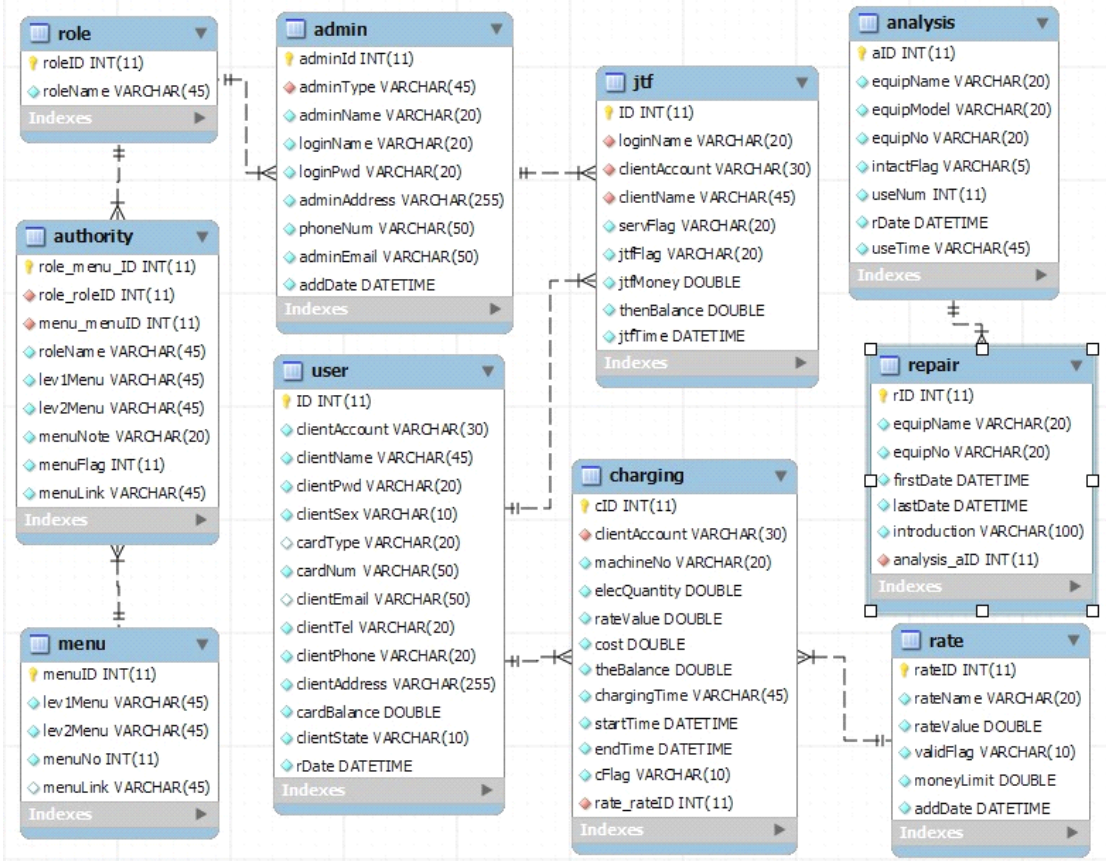 role
roleID INT(11)
roleName VARCHAR(45)
Indexes
admin
adminId INT(11)
adminType VARCHAR(45)
adminName VARCHAR(20)
loginName VARCHAR(20)
loginPwd VARCHAR(20)
adminAddress VARCHAR(255)
phoneNum VARCHAR(50)
adminEmail VARCHAR(50)
addDate DATETIME
Indexes
jtf
ID INT(11)
loginName VARCHAR(20)
clientAccount VARCHAR(30)
clientName VARCHAR(45)
servFlag VARCHAR(20)
jtfFlag VARCHAR(20)
jtfMoney DOUBLE
thenBalance DOUBLE
jtfTime DATETIME
Indexes
analysis
aID INT(11)
equipName VARCHAR(20)
equipModel VARCHAR(20)
equipNo VARCHAR(20)
intactFlag VARCHAR(5)
useNum INT(11)
rDate DATETIME
useTime VARCHAR(45)
Indexes
authority
role_menu_ID INT(11)
role_roleID INT(11)
menu_menuID INT(11)
roleName VARCHAR(45)
lev1Menu VARCHAR(45)
lev2Menu VARCHAR(45)
menuNote VARCHAR(20)
menuFlag INT(11)
menuLink VARCHAR(45)
Indexes
user
ID INT(11)
clientAccount VARCHAR(30)
clientName VARCHAR(45)
clientPwd VARCHAR(20)
clientSex VARCHAR(10)
cardType VARCHAR(20)
cardNum VARCHAR(50)
clientEmail VARCHAR(50)
clientTel VARCHAR(20)
clientPhone VARCHAR(20)
clientAddress VARCHAR(255)
cardBalance DOUBLE
clientState VARCHAR(10)
rDate DATETIME
Indexes
charging
cID INT(11)
clientAccount VARCHAR(30)
machineNo VARCHAR(20)
elecQuantity DOUBLE
rateValue DOUBLE
cost DOUBLE
theBalance DOUBLE
chargingTime VARCHAR(45)
startTime DATETIME
endTime DATETIME
cFlag VARCHAR(10)
rate_rateID INT(11)
Indexes
repair
rID INT(11)
equipName VARCHAR(20)
equipNo VARCHAR(20)
firstDate DATETIME
lastDate DATETIME
introduction VARCHAR(100)
analysis_aID INT(11)
Indexes
menu
menuID INT(11)
lev1Menu VARCHAR(45)
lev2Menu VARCHAR(45)
menuNo INT(11)
menuLink VARCHAR(45)
Indexes
rate
rateID INT(11)
rateName VARCHAR(20)
rateValue DOUBLE
validFlag VARCHAR(10)
moneyLimit DOUBLE
addDate DATETIME
Indexes